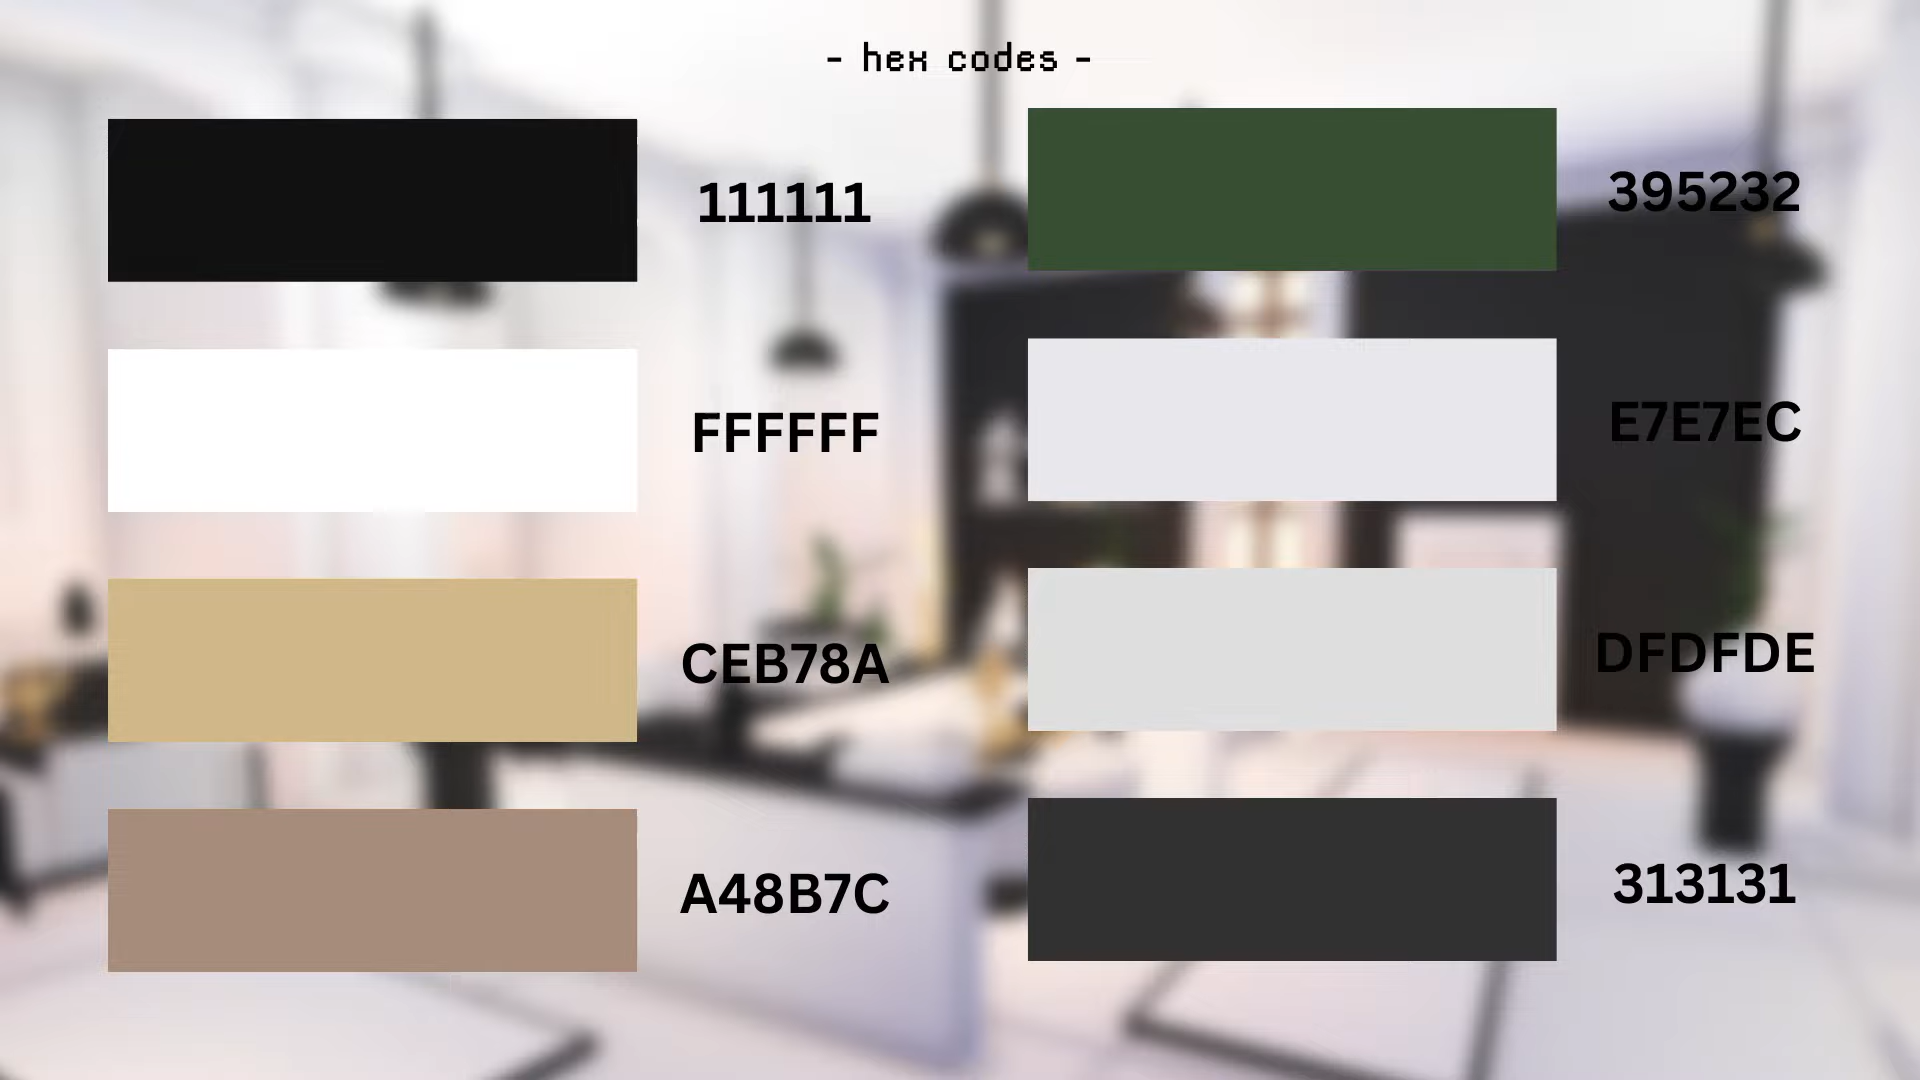 - hex codes -
111111
FFFFFF
CEB78A
A48B7C
395232
E7E7EC
DFDFDE
313131